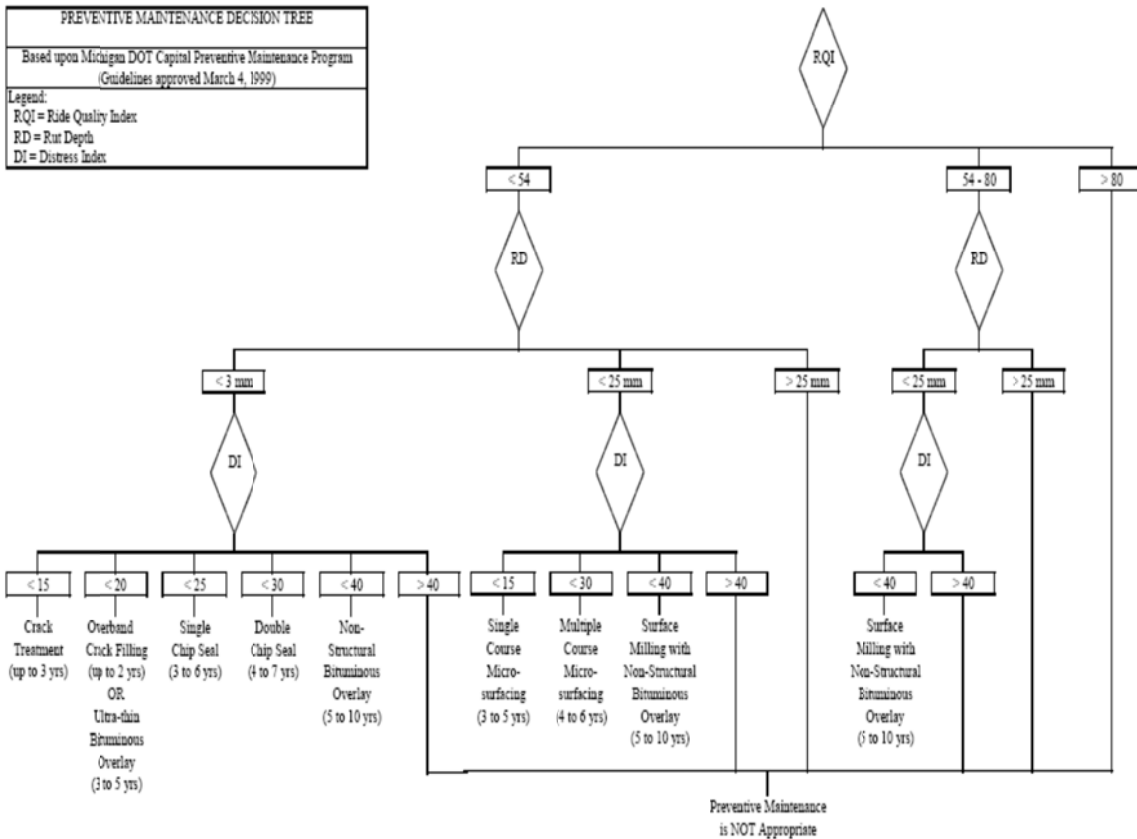 PREVENTIVE MAINTENANCE DECISION TREE
Based upon Michigan DOT Capital Preventive Maintenance Program
(Guidelines approved March 4, 1999)
Legend:
RQI = Ride Quality Index
RD = Rut Depth
DI = Distress Index
RQI
< 54
54 - 80
> 80
RD
RD
< 3 mm
< 25 mm
> 25 mm
< 25 mm
> 25 mm
DI
DI
DI
< 15
< 20
< 25
< 30
< 40
> 40
< 15
< 30
< 40
> 40
< 40
> 40
Crack
Treatment
(up to 3 yrs)
Overband
Crack Filling
(up to 2 yrs)
OR
Ultra-thin
Bituminous
Overlay
(3 to 5 yrs)
Single
Chip Seal
(3 to 6 yrs)
Double
Chip Seal
(4 to 7 yrs)
Non-
Structural
Bituminous
Overlay
(5 to 10 yrs)
Single
Course
Micro-
surfacing
(3 to 5 yrs)
Multiple
Course
Micro-
surfacing
(4 to 6 yrs)
Surface
Milling with
Non-Structural
Bituminous
Overlay
(5 to 10 yrs)
Surface
Milling with
Non-Structural
Bituminous
Overlay
(5 to 10 yrs)
Preventive Maintenance
is NOT Appropriate